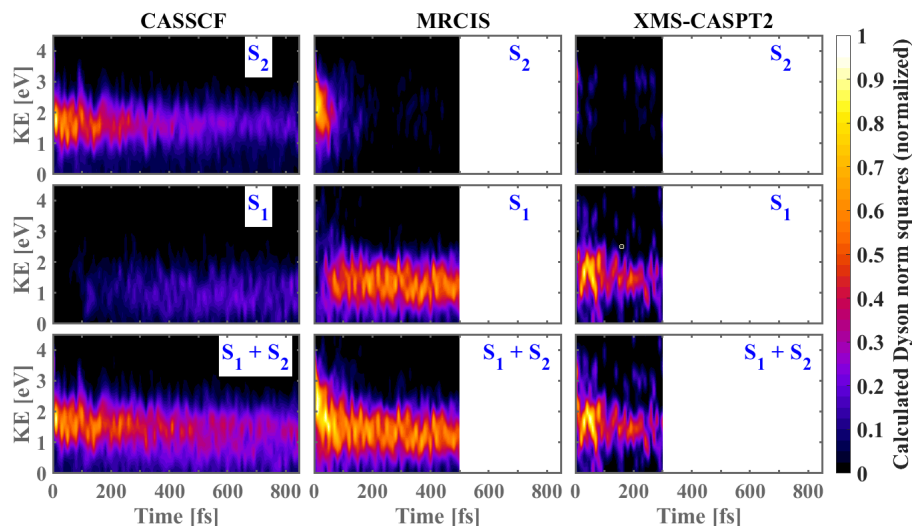 CASSCF MRCIS XMS-CASPT2
KE [eV] 4 3 2 1 0 S2 S2 S2
KE [eV] 4 3 2 1 0 S1 S1 S1
KE [eV] 4 3 2 1 0 S1 + S2 S1 + S2 S1 + S2
0 200 400 600 800 0 200 400 600 800 0 200 400 600 800
Time [fs] Time [fs] Time [fs]
1
0.9
0.8
0.7
0.6
0.5
0.4
0.3
0.2
0.1
0
Calculated Dyson norm squares (normalized)